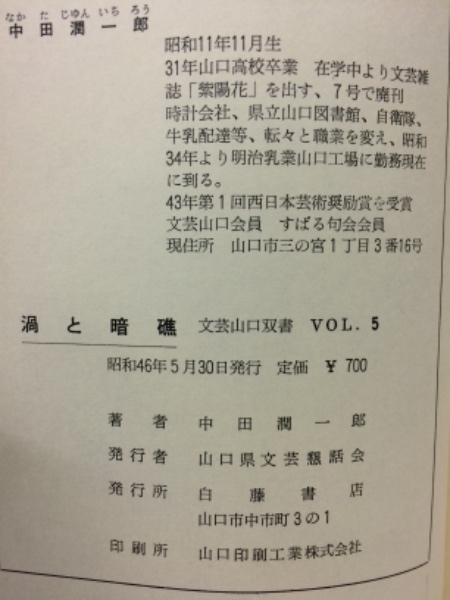 なかた じゅんいちろう
中田潤一郎
昭和11年11月生
31年山口高校卒業 在学中より文芸雑
誌「紫陽花」を出す、7号で廃刊
時計会社、県立山口図書館、自衛隊、
牛乳配達等、転々と職業を変え、昭和
34年より明治乳業山口工場に勤務現在
に到る。
43年第1回西日本芸術奨励賞を受賞
文芸山口会員 すばる句会会員
現住所 山口市三の宮1丁目3番16号
渦と暗礁 文芸山口双書 VOL. 5
昭和46年5月30日発行 定価 ¥ 700
著者 中田潤一郎
発行者 山口県文芸懇話会
発行所 白藤書店
山口市中市町3の1
印刷所 山口印刷工業株式会社